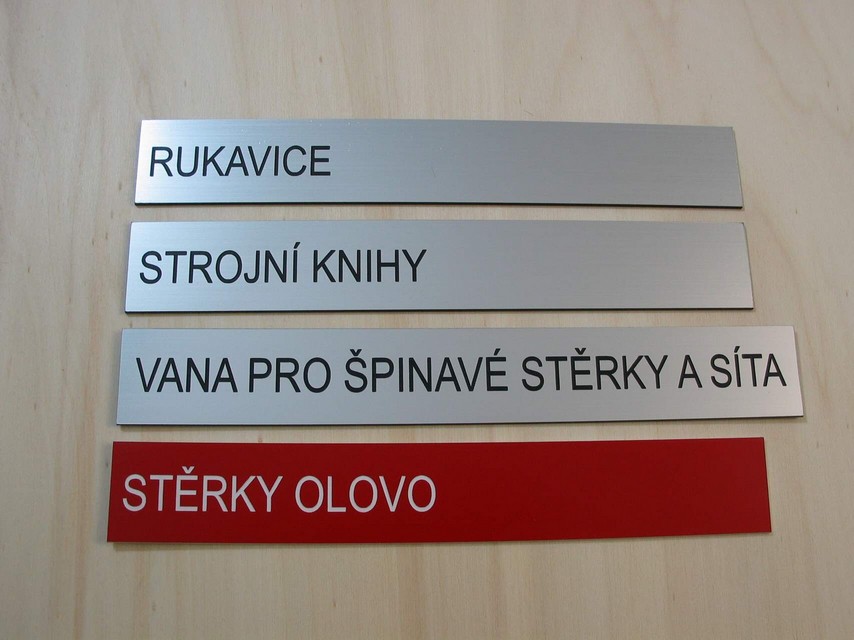 RUKAVICE
STROJNÍ KNIHY
VANA PRO ŠPINAVÉ STĚRKY A SÍTA
STĚRKY OLOVO